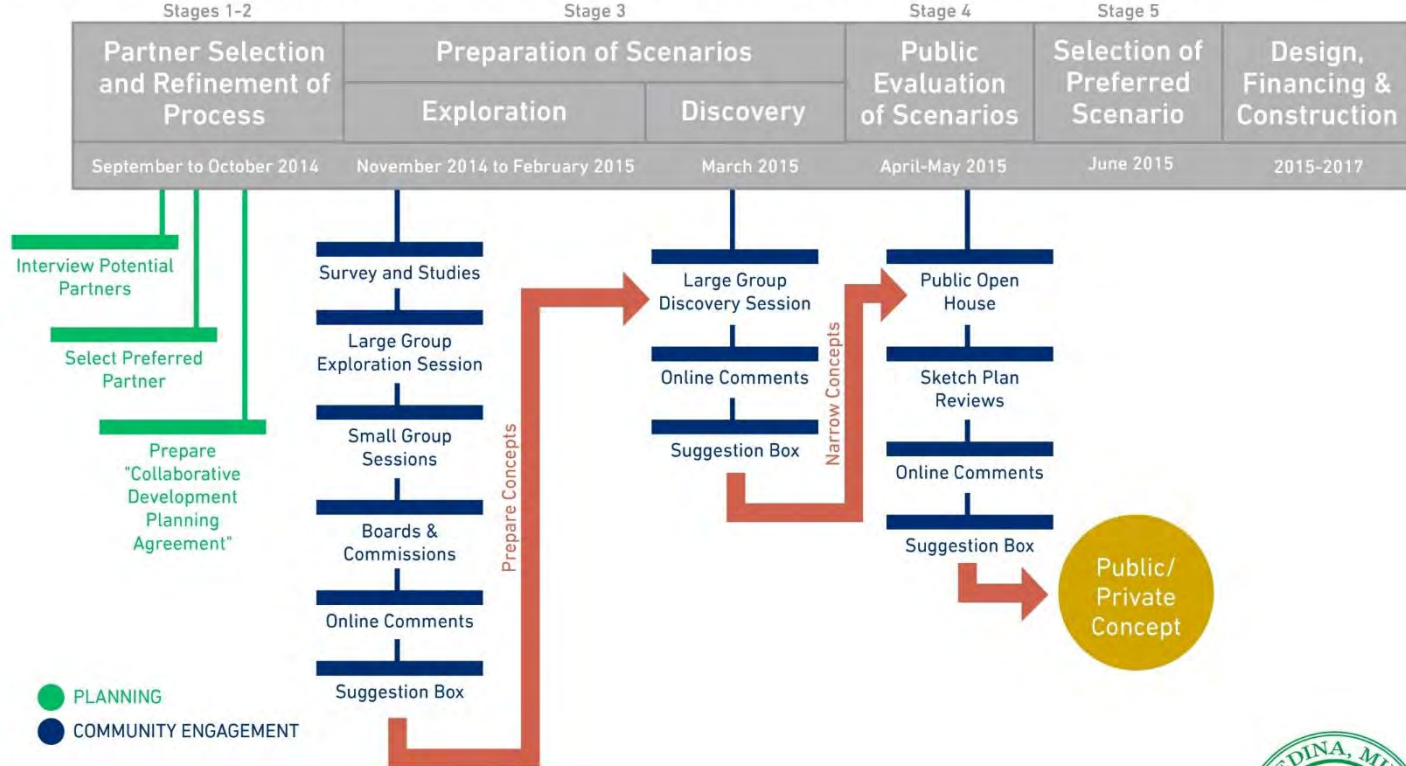 Stages 1-2
Stage 3
Stage 4
Stage 5
Partner Selection
and Refinement of
Process
Preparation of Scenarios
Exploration
Discovery
Public
Evaluation
of Scenarios
Selection of
Preferred
Scenario
Design,
Financing &
Construction
September to October 2014
November 2014 to February 2015
March 2015
April-May 2015
June 2015
2015-2017
Interview Potential
Partners
Select Preferred
Partner
Prepare
"Collaborative
Development
Planning
Agreement"
Survey and Studies
Large Group
Exploration Session
Small Group
Sessions
Boards &
Commissions
Online Comments
Suggestion Box
Prepare Concepts
Large Group
Discovery Session
Online Comments
Suggestion Box
Narrow Concepts
Public Open
House
Sketch Plan
Reviews
Online Comments
Suggestion Box
Public/
Private
Concept
PLANNING
COMMUNITY ENGAGEMENT